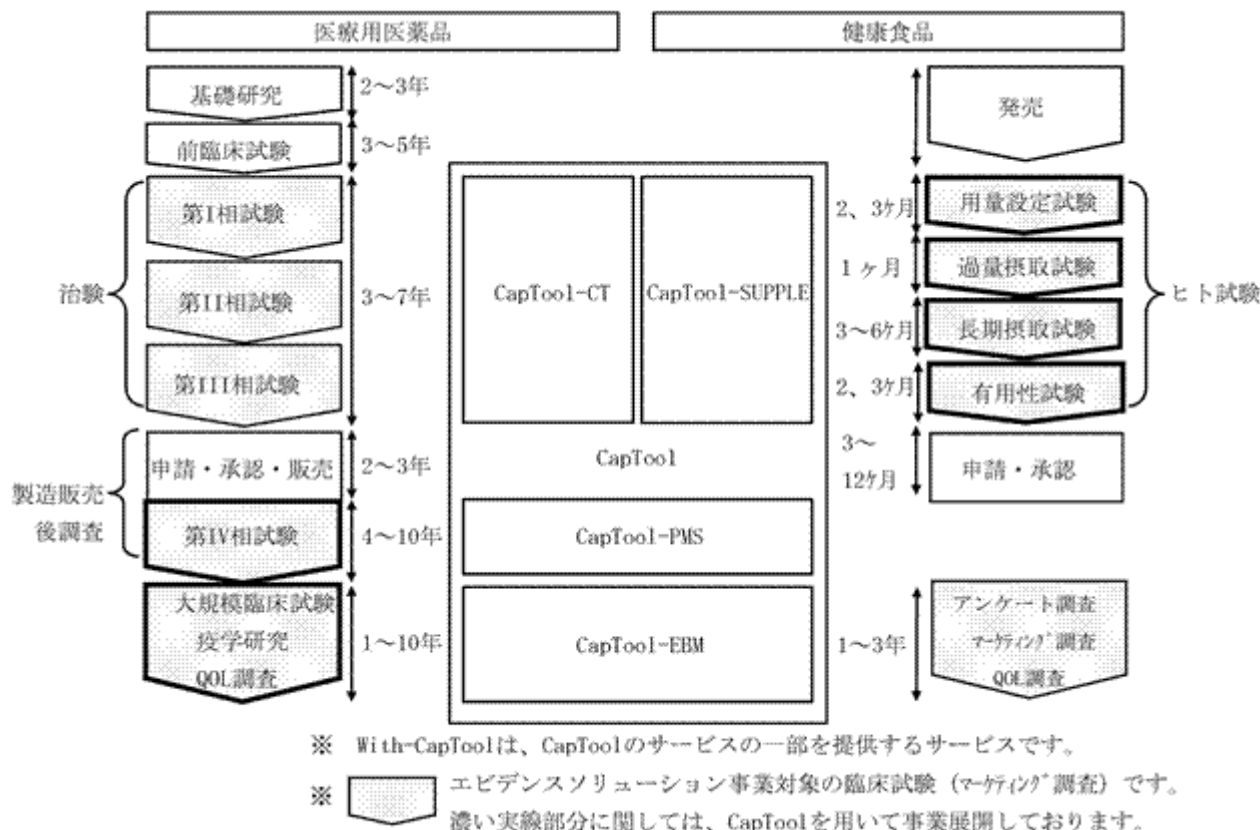 医療用医薬品
健康食品
基礎研究
2～3年
前臨床試験
3～5年
治験
第I相試験
第II相試験
第III相試験
3～7年
製造販売
後調査
申請・承認・販売
2～3年
第IV相試験
4～10年
大規模臨床試験
疫学研究
QOL調査
1～10年
CapTool-CT
CapTool-SUPPLE
CapTool
CapTool-PMS
CapTool-EBM
発売
2、3ｹ月
用量設定試験
1ヶ月
過量摂取試験
3～6ｹ月
長期摂取試験
2、3ｹ月
有用性試験
ヒト試験
3～
12ｹ月
申請・承認
1～3年
アンケート調査
ﾏｰｹﾃｨﾝｸﾞ調査
QOL調査
※ With-CapToolは、CapToolのサービスの一部を提供するサービスです。
※ エビデンスソリューション事業対象の臨床試験（ﾏｰｹﾃｨﾝｸﾞ調査）です。
濃い実線部分に関しては、CapToolを用いて事業展開しております。